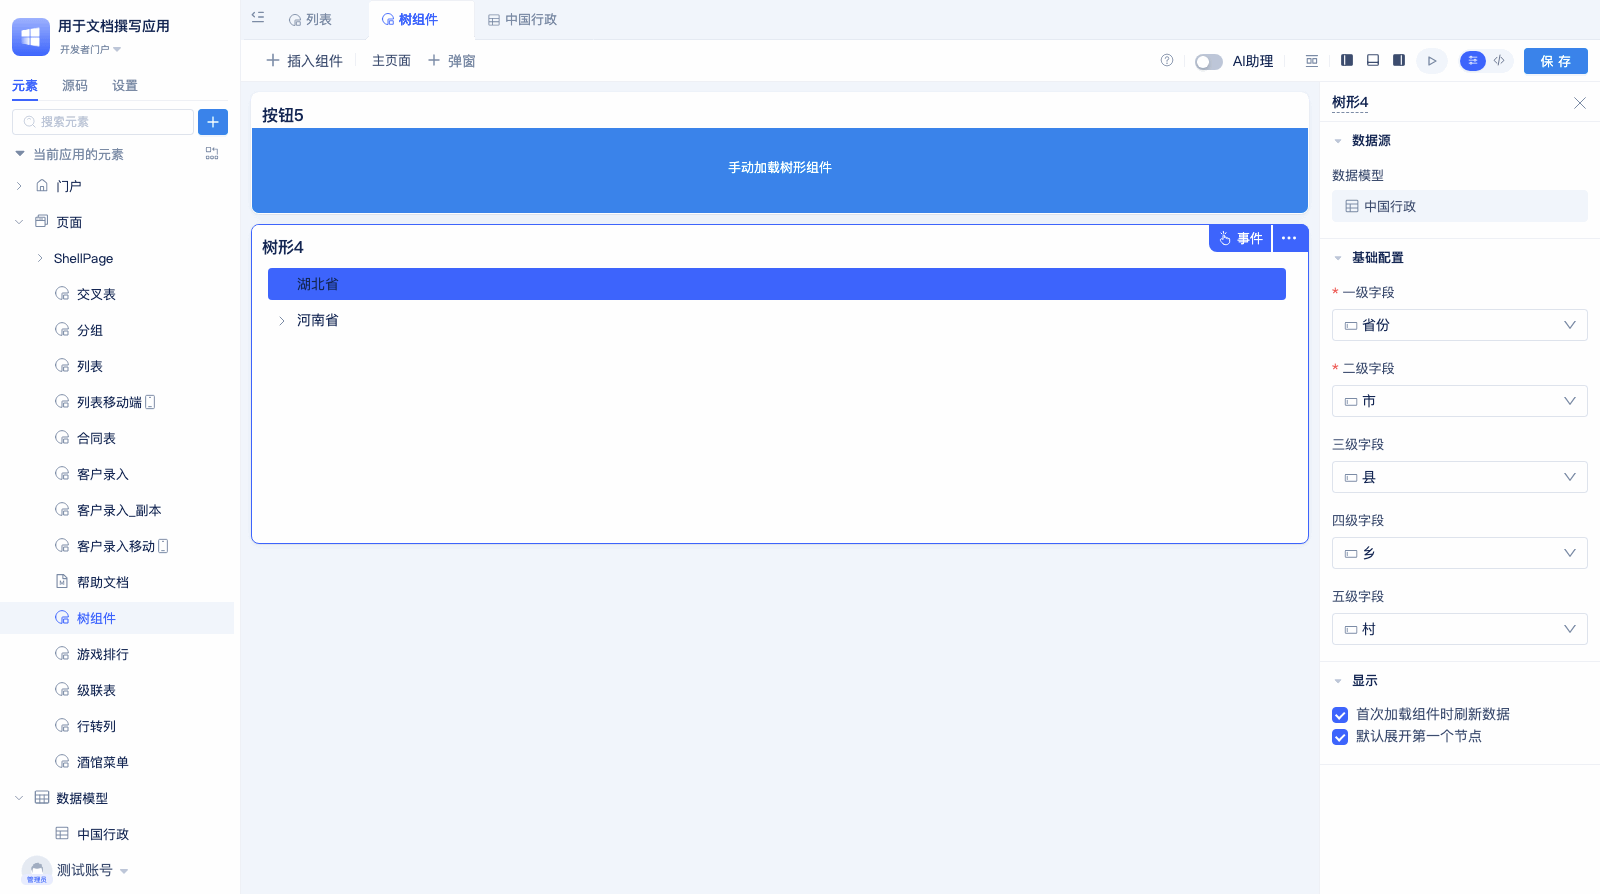 用于文档撰写应用
开发者门户
元素 源码 设置
搜索元素
当前应用的元素
门户
页面
ShellPage
交叉表
分组
列表
列表移动端
合同表
客户录入
客户录入_副本
客户录入移动
帮助文档
树组件
游戏排行
级联表
行转列
酒馆菜单
数据模型
中国行政
测试账号
管理员
列表 树组件 中国行政
插入组件 主页面 弹窗
AI助理
保存
按钮5
手动加载树形组件
树形4
事件
湖北省
河南省
树形4
数据源
数据模型
中国行政
基础配置
* 一级字段
省份
* 二级字段
市
三级字段
县
四级字段
乡
五级字段
村
显示
首次加载组件时刷新数据
默认展开第一个节点